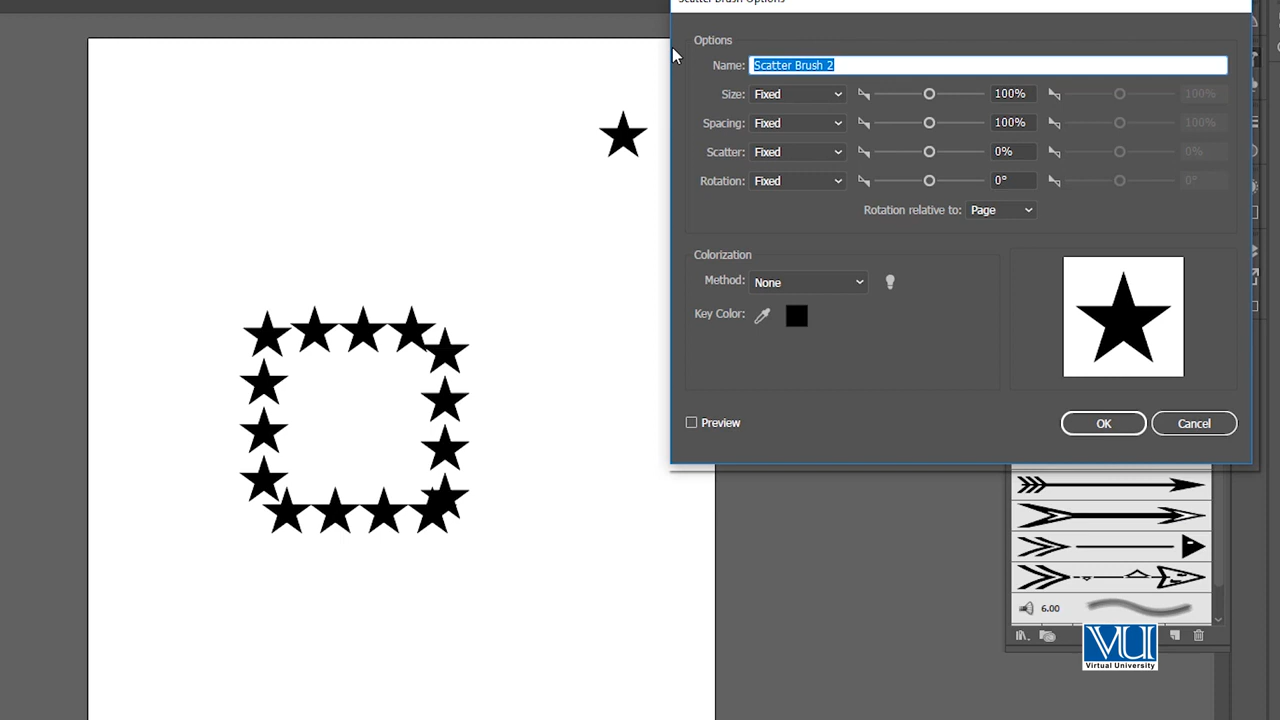 Scatter Brush Options
Options
Name: Scatter Brush 2
Size: Fixed 100% 100%
Spacing: Fixed 100% 100%
Scatter: Fixed 0% 0%
Rotation: Fixed 0° 0°
Rotation relative to: Page
Colorization
Method: None
Key Color:
Preview
OK Cancel
6.00
VU
Virtual University